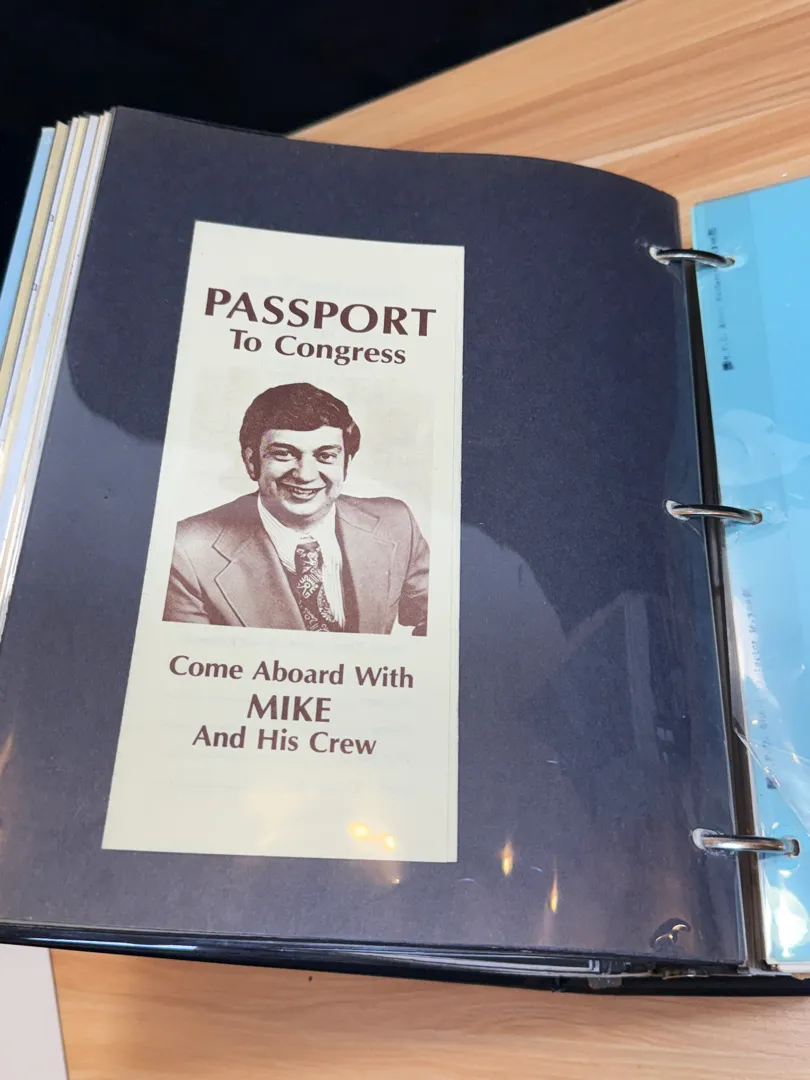 PASSPORT
To Congress
Come Aboard With
MIKE
And His Crew